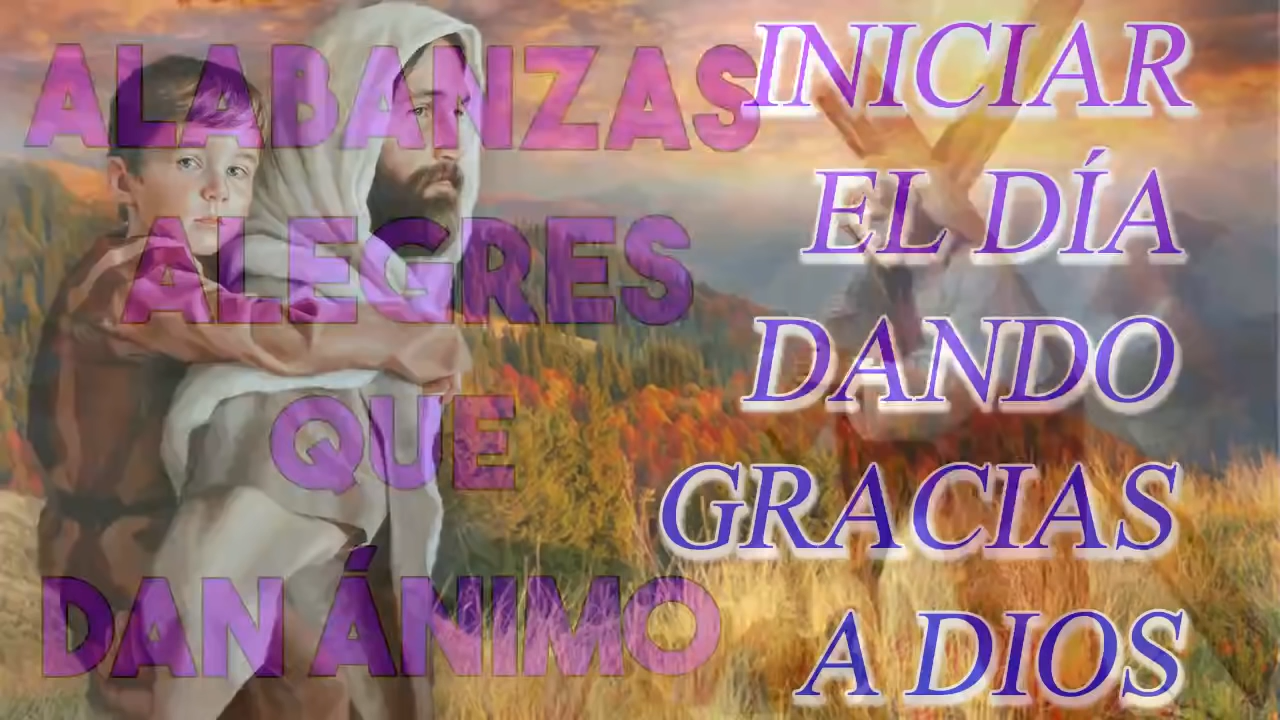 ALABANZAS
ALEGRES
QUE
DAN ÁNIMO
INICIAR
EL DÍA
DANDO
GRACIAS
A DIOS